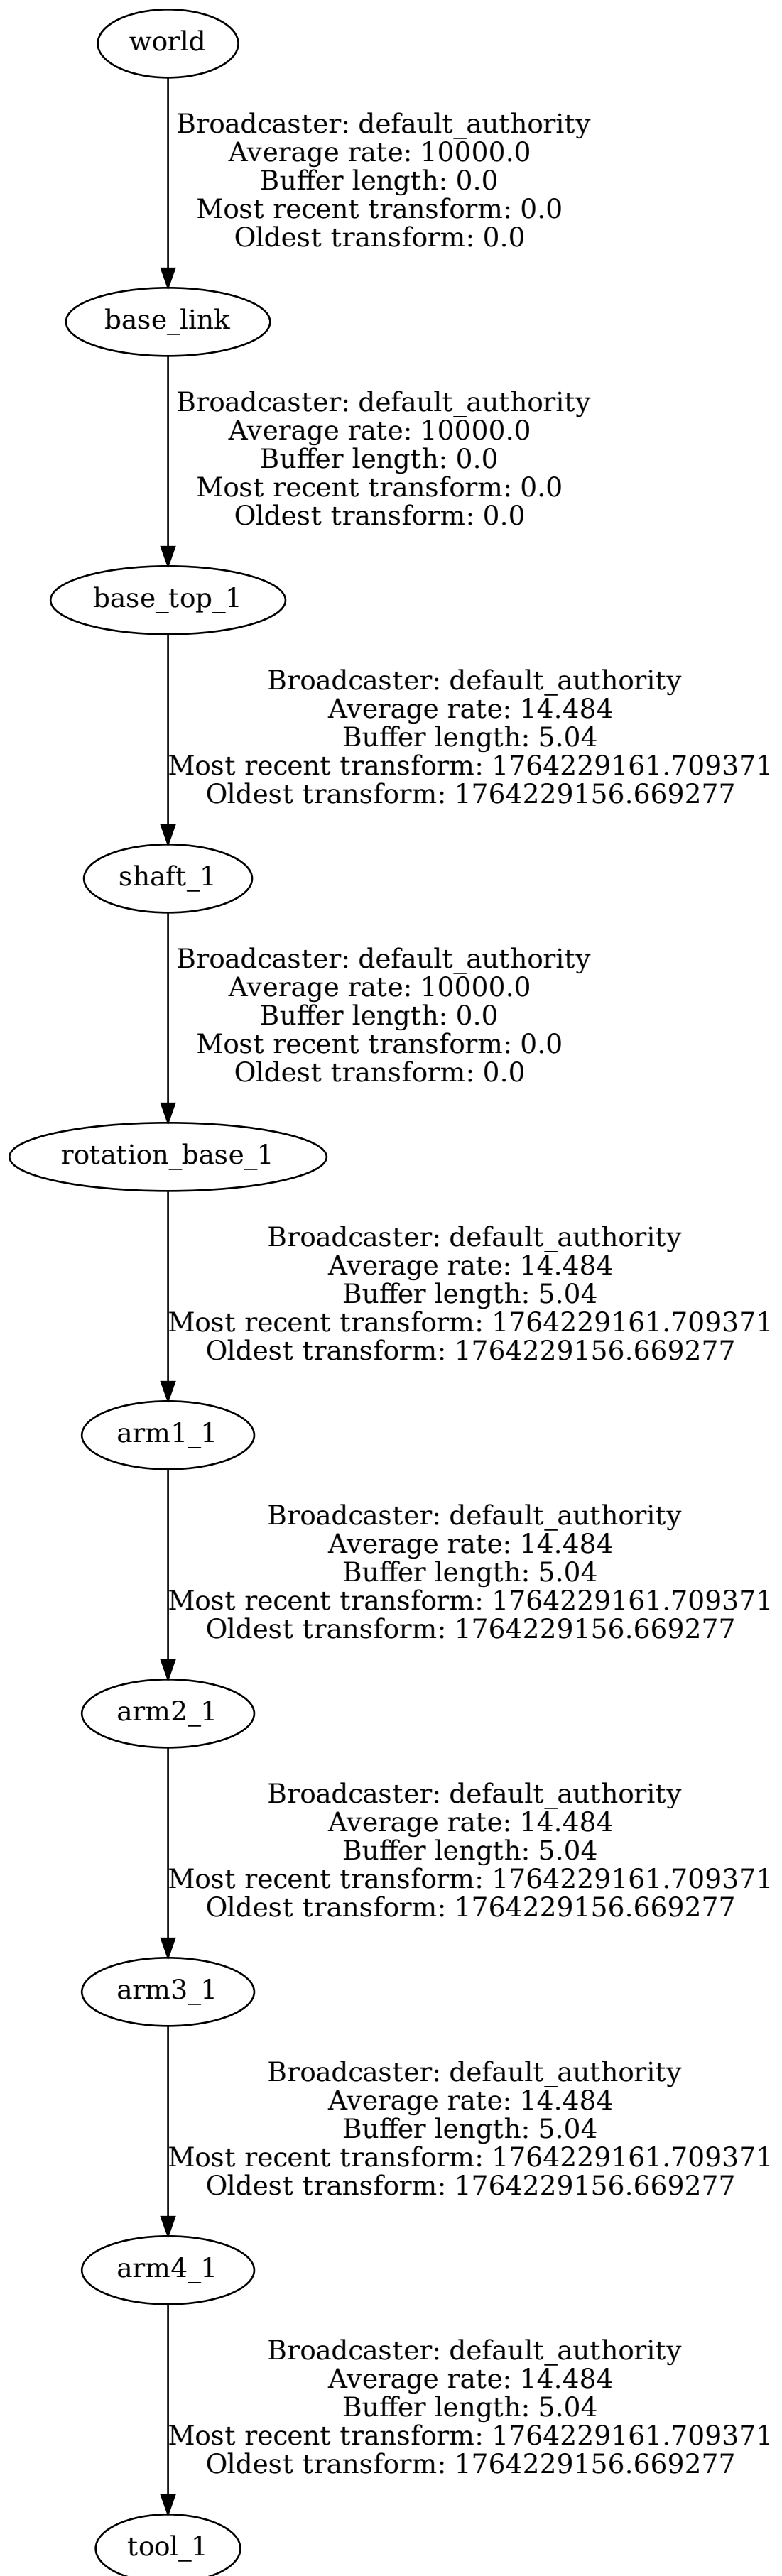 world
Broadcaster: default_authority
Average rate: 10000.0
Buffer length: 0.0
Most recent transform: 0.0
Oldest transform: 0.0
base_link
Broadcaster: default_authority
Average rate: 10000.0
Buffer length: 0.0
Most recent transform: 0.0
Oldest transform: 0.0
base_top_1
Broadcaster: default_authority
Average rate: 14.484
Buffer length: 5.04
Most recent transform: 1764229161.709371
Oldest transform: 1764229156.669277
shaft_1
Broadcaster: default_authority
Average rate: 10000.0
Buffer length: 0.0
Most recent transform: 0.0
Oldest transform: 0.0
rotation_base_1
Broadcaster: default_authority
Average rate: 14.484
Buffer length: 5.04
Most recent transform: 1764229161.709371
Oldest transform: 1764229156.669277
arm1_1
Broadcaster: default_authority
Average rate: 14.484
Buffer length: 5.04
Most recent transform: 1764229161.709371
Oldest transform: 1764229156.669277
arm2_1
Broadcaster: default_authority
Average rate: 14.484
Buffer length: 5.04
Most recent transform: 1764229161.709371
Oldest transform: 1764229156.669277
arm3_1
Broadcaster: default_authority
Average rate: 14.484
Buffer length: 5.04
Most recent transform: 1764229161.709371
Oldest transform: 1764229156.669277
arm4_1
Broadcaster: default_authority
Average rate: 14.484
Buffer length: 5.04
Most recent transform: 1764229161.709371
Oldest transform: 1764229156.669277
tool_1